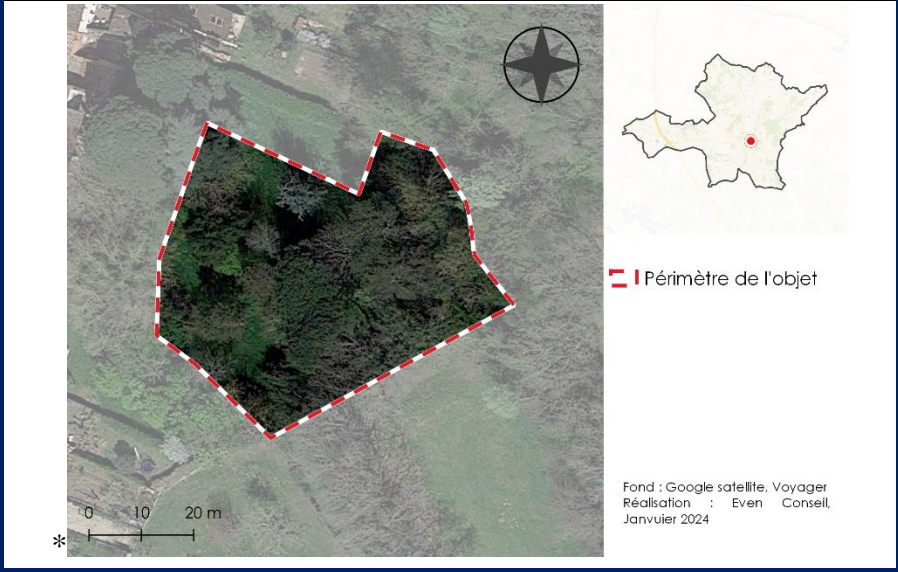 Périmètre de l'objet
Fond : Google satellite, Voyager
Réalisation : Even Conseil,
Janvuier 2024
0 10 20 m
*